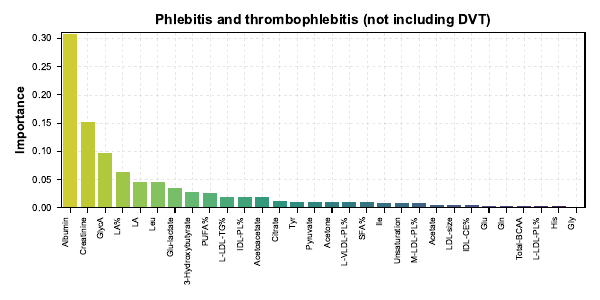 Phlebitis and thrombophlebitis (not including DVT)
Importance
0.30
0.25
0.20
0.15
0.10
0.05
0.00
Albumin
Creatinine
GlycA
LA%
LA
Leu
Glu-lactate
3-Hydroxybutyrate
PUFA%
L-LDL-TG%
IDL-PL%
Acetoacetate
Citrate
Tyr
Pyruvate
Acetone
L-VLDL-PL%
SFA%
Ile
Unsaturation
M-LDL-PL%
Acetate
LDL-size
IDL-CE%
Glu
Gln
Total-BCAA
L-LDL-PL%
His
Gly